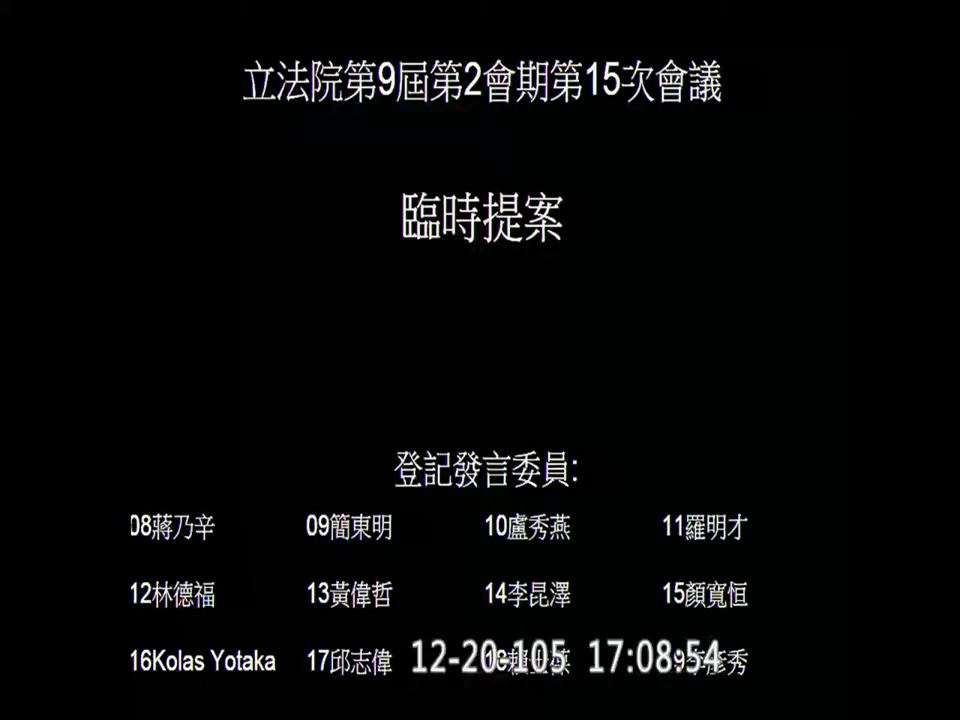 立法院第9屆第2會期第15次會議
臨時提案
登記發言委員:
08蔣乃辛 09簡東明 10盧秀燕 11羅明才
12林德福 13黃偉哲 14李昆澤 15顏寬恒
16Kolas Yotaka 17邱志偉
12-20-105 17:08:54